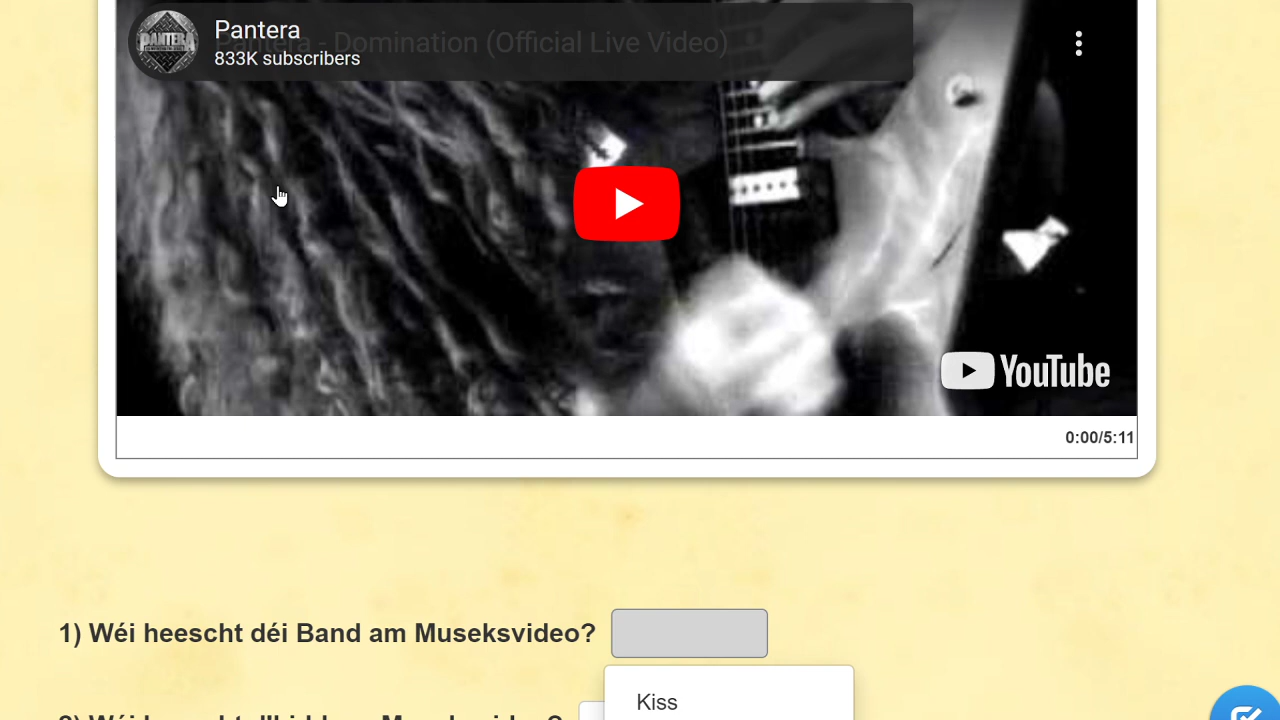 Pantera
Pantera - Domination (Official Live Video)
833K subscribers
PANTERA
YouTube
0:00/5:11
1) Wéi heescht déi Band am Museksvideo?
Kiss